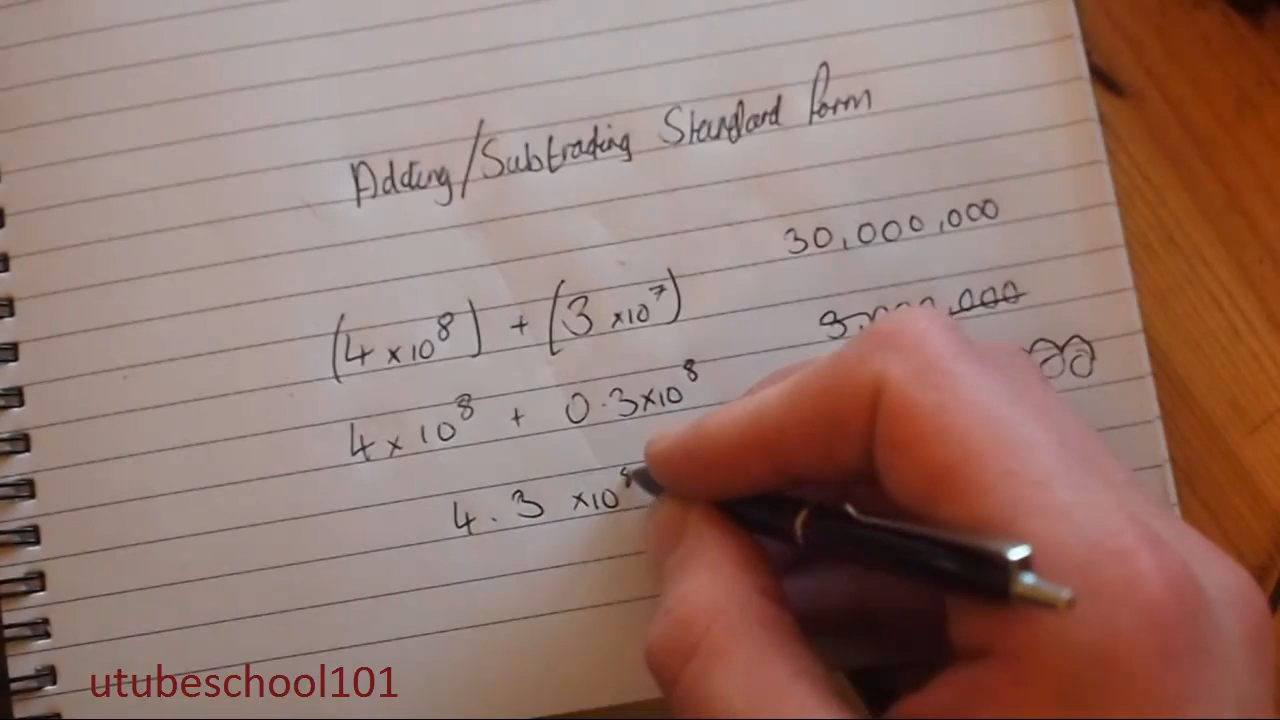 Adding/Subtracting Standard form
30,000,000
(4 × 10⁸) + (3 × 10⁷)
4 × 10⁸ + 0.3 × 10⁸
4.3 × 10⁸
utubeschool101